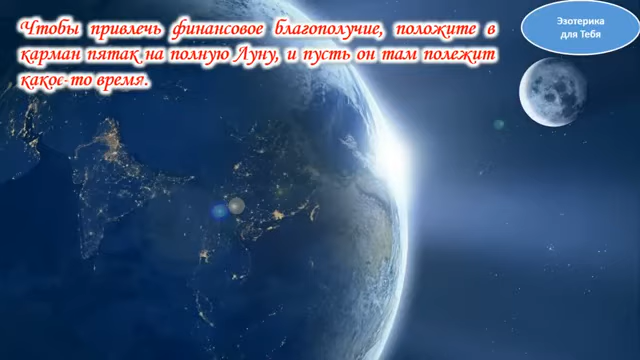 Чтобы привлечь финансовое благополучие, положите в
карман пятак на полную Луну, и пусть он там полежит
какое-то время.
Эзотерика
для Тебя